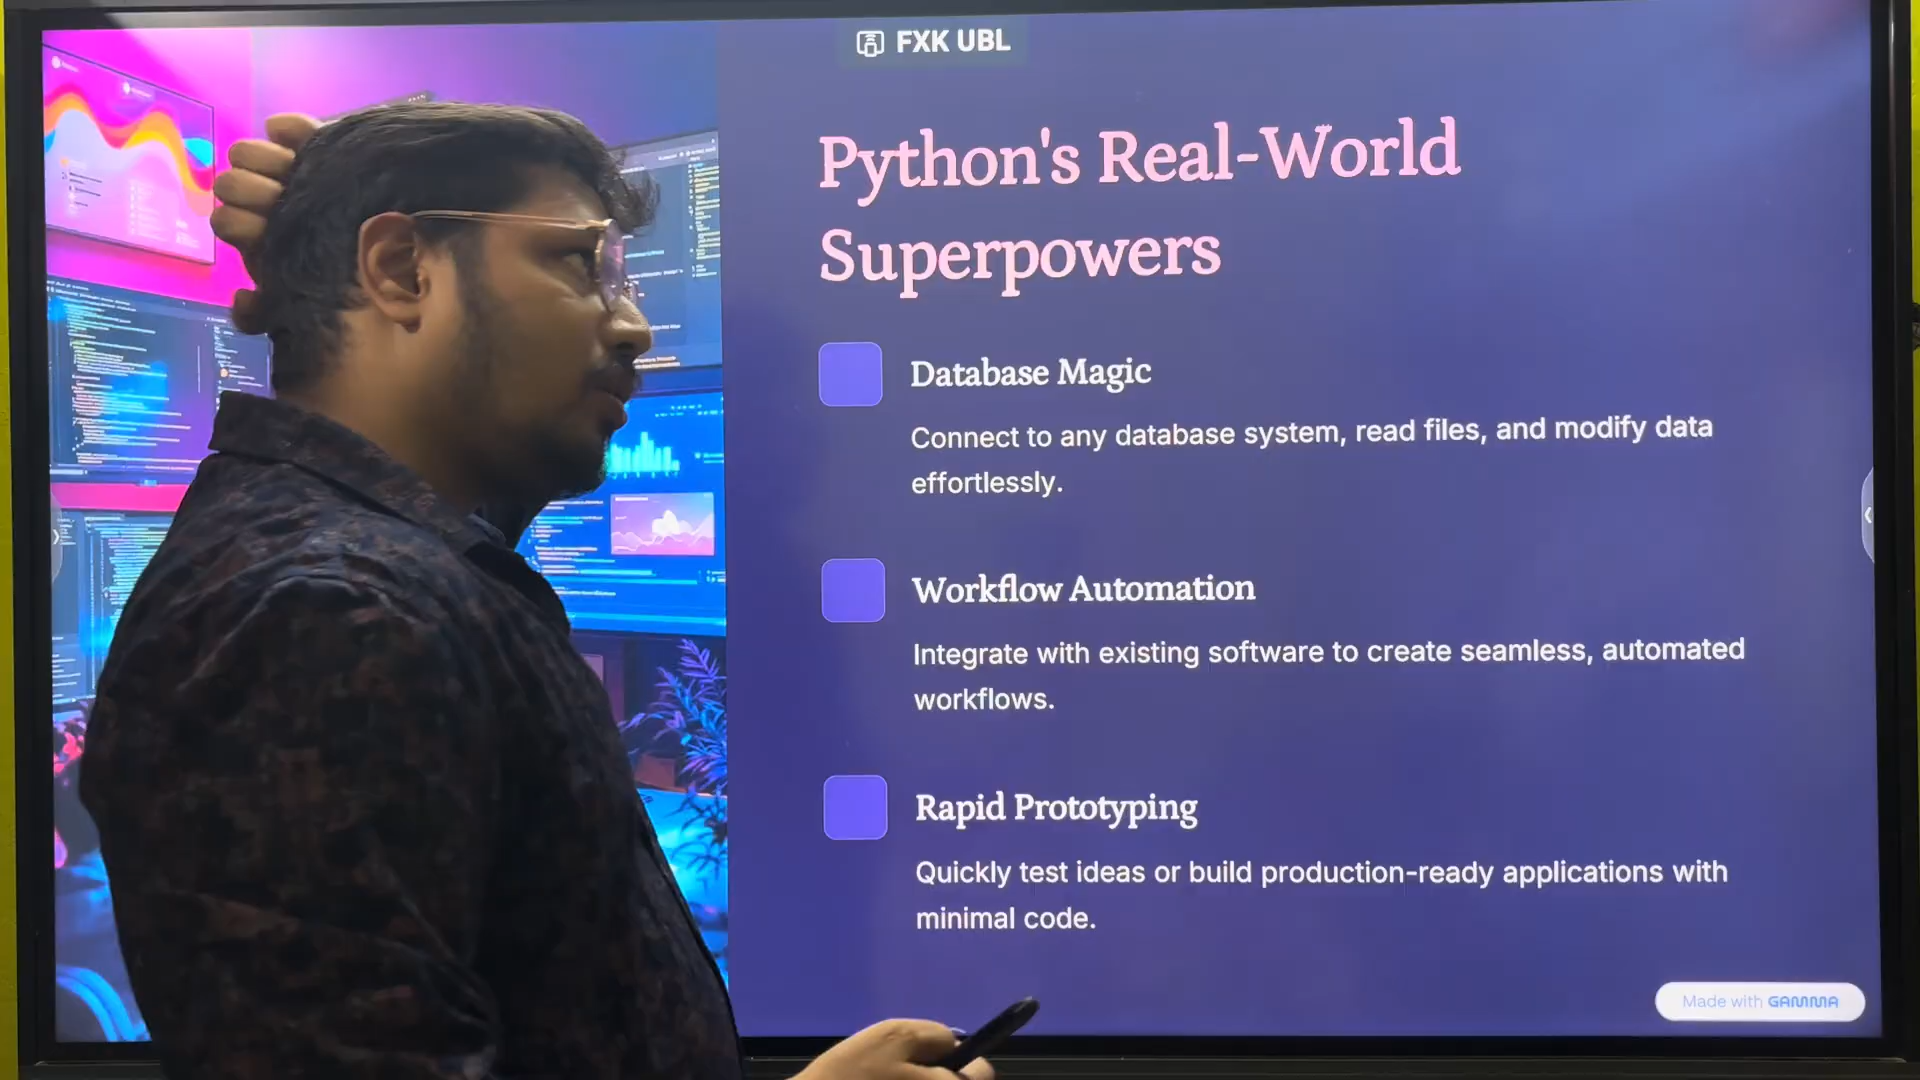 FXK UBL
Python's Real-World
Superpowers
Database Magic
Connect to any database system, read files, and modify data
effortlessly.
Workflow Automation
Integrate with existing software to create seamless, automated
workflows.
Rapid Prototyping
Quickly test ideas or build production-ready applications with
minimal code.
Made with GAMMA